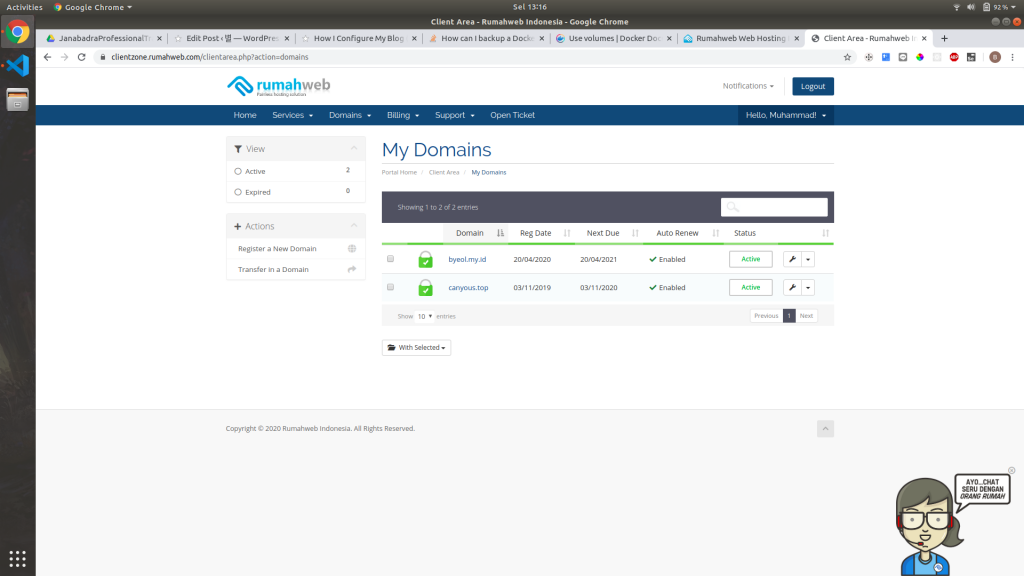 Activities Google Chrome Sel 13:16 92 %
Client Area - Rumahweb Indonesia - Google Chrome
JanabadraProfessionalTr Edit Post ‹ 별 — WordPres How I Configure My Blog How can I backup a Docke Use volumes | Docker Doc Rumahweb Web Hosting Client Area - Rumahweb In
clientzone.rumahweb.com/clientarea.php?action=domains
rumahweb
Painless hosting solution
Notifications Logout
Home Services Domains Billing Support Open Ticket Hello, Muhammad!
View
Active 2
Expired 0
Actions
Register a New Domain
Transfer in a Domain
My Domains
Portal Home / Client Area / My Domains
Showing 1 to 2 of 2 entries
Domain Reg Date Next Due Auto Renew Status
byeol.my.id 20/04/2020 20/04/2021 Enabled Active
canyous.top 03/11/2019 03/11/2020 Enabled Active
Show 10 entries Previous 1 Next
With Selected
Copyright © 2020 Rumahweb Indonesia. All Rights Reserved.
AYO...CHAT
SERU DENGAN
ORANG RUMAH